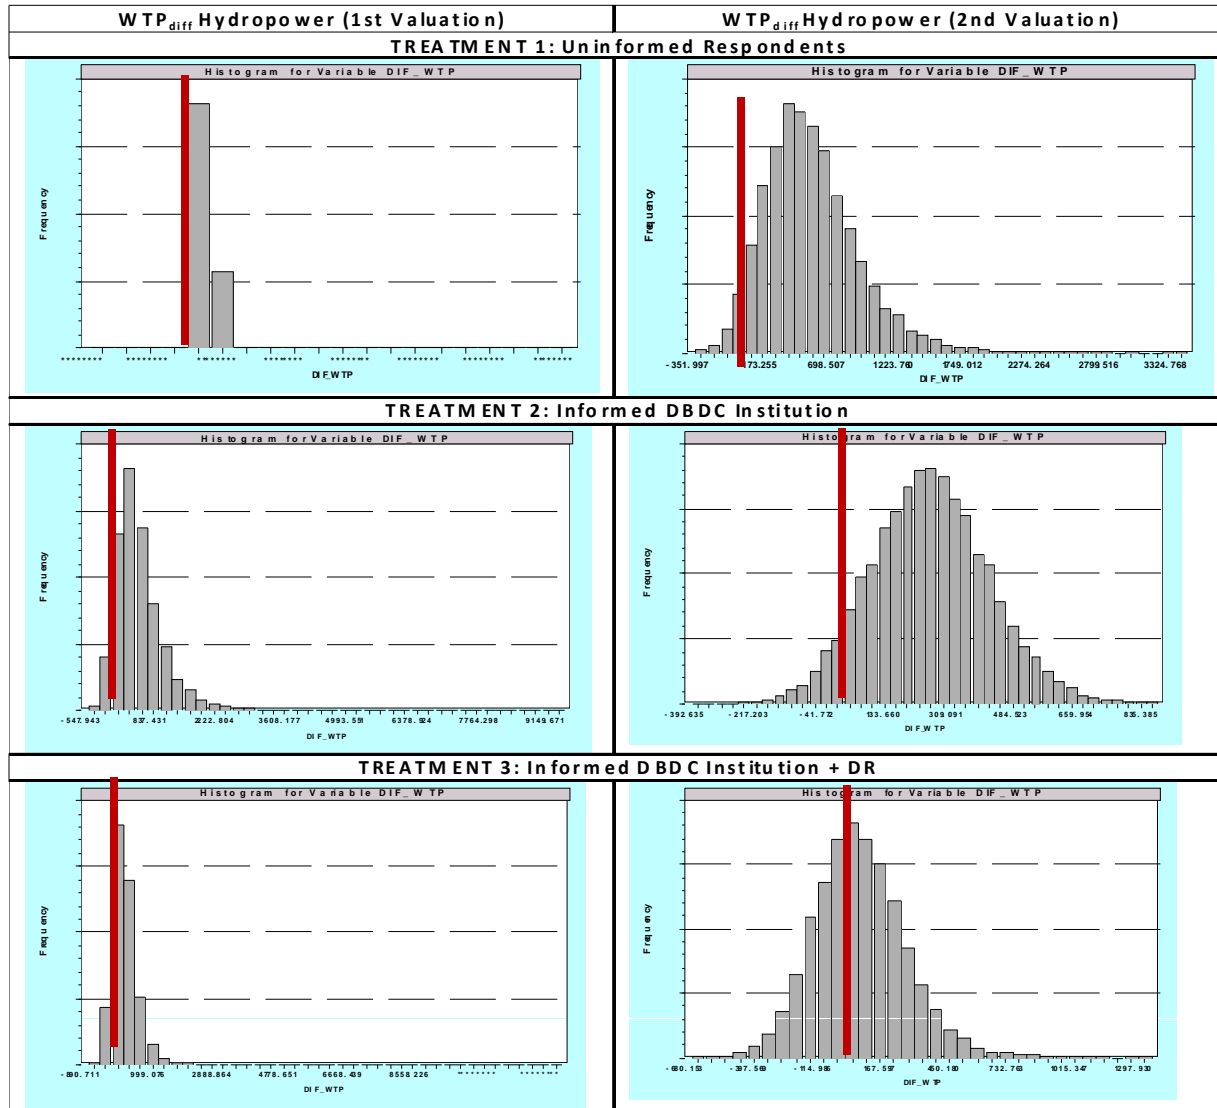 WTPdiff Hydropower (1st Valuation)
WTPdiff Hydropower (2nd Valuation)
TREATMENT 1: Uninformed Respondents
Histogram for Variable DIF_WTP
Frequency
******** ******** ******** ******** ******** ******** ******** ********
DIF_WTP
Histogram for Variable DIF_WTP
Frequency
-351.997 173.255 698.507 1223.760 1749.012 2274.264 2799.516 3324.768
DIF_WTP
TREATMENT 2: Informed DBDC Institution
Histogram for Variable DIF_WTP
Frequency
-547.943 837.431 2222.804 3608.177 4993.551 6378.924 7764.298 9149.671
DIF_WTP
Histogram for Variable DIF_WTP
Frequency
-392.635 -217.203 -41.772 133.660 309.091 484.523 659.954 835.385
DIF_WTP
TREATMENT 3: Informed DBDC Institution + DR
Histogram for Variable DIF_WTP
Frequency
-890.711 999.076 2888.864 4778.651 6668.439 8558.226 ******** ********
DIF_WTP
Histogram for Variable DIF_WTP
Frequency
-680.153 -397.569 -114.986 167.597 450.180 732.763 1015.347 1297.930
DIF_WTP